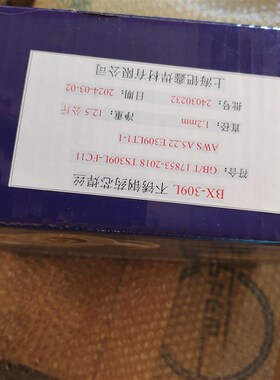 BX-309L 不锈钢药芯焊丝
符合：GB/T 17853-2018 TS309L-FC11
AWS A5.22 E309LT1-1
直径：1.2mm 净重：12.5 公斤
批号：24030232 日期：2024-03-02
上海钯鑫焊材有限公司